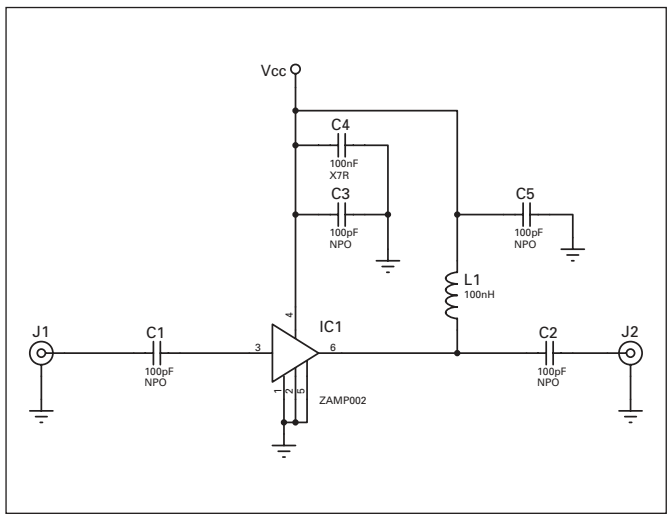 Vcc
C4
100nF
X7R
C3
100pF
NPO
C5
100pF
NPO
L1
100nH
4
J1
C1
100pF
NPO
3
IC1
6
C2
100pF
NPO
J2
1
2
5
ZAMP002